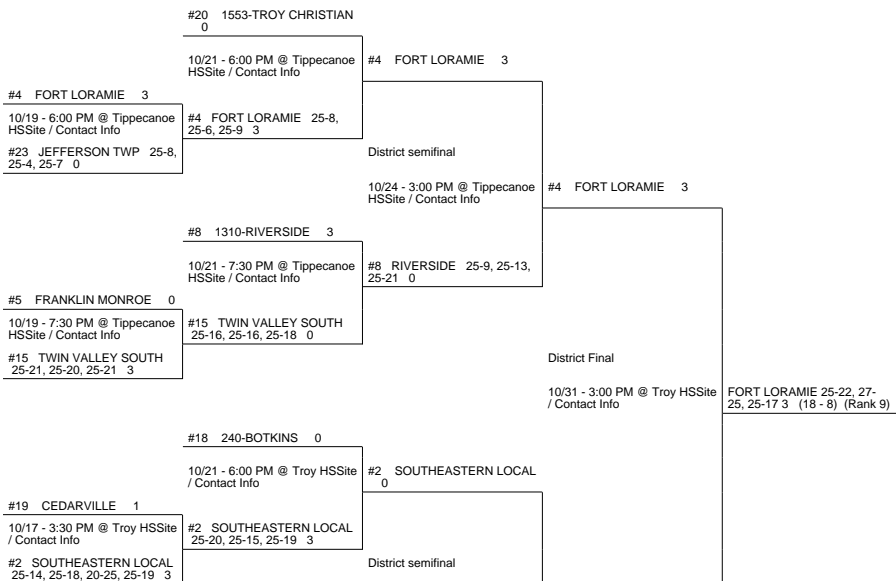 #20 1553-TROY CHRISTIAN
0
10/21 - 6:00 PM @ Tippecanoe
HSSite / Contact Info
#4 FORT LORAMIE 3
#4 FORT LORAMIE 3
10/19 - 6:00 PM @ Tippecanoe
HSSite / Contact Info
#4 FORT LORAMIE 25-8,
25-6, 25-9 3
#23 JEFFERSON TWP 25-8,
25-4, 25-7 0
District semifinal
10/24 - 3:00 PM @ Tippecanoe
HSSite / Contact Info
#4 FORT LORAMIE 3
#8 1310-RIVERSIDE 3
10/21 - 7:30 PM @ Tippecanoe
HSSite / Contact Info
#8 RIVERSIDE 25-9, 25-13,
25-21 0
#5 FRANKLIN MONROE 0
10/19 - 7:30 PM @ Tippecanoe
HSSite / Contact Info
#15 TWIN VALLEY SOUTH
25-16, 25-16, 25-18 0
#15 TWIN VALLEY SOUTH
25-21, 25-20, 25-21 3
District Final
10/31 - 3:00 PM @ Troy HSSite
/ Contact Info
FORT LORAMIE 25-22, 27-
25, 25-17 3 (18 - 8) (Rank 9)
#18 240-BOTKINS 0
10/21 - 6:00 PM @ Troy HSSite
/ Contact Info
#2 SOUTHEASTERN LOCAL
0
#19 CEDARVILLE 1
10/17 - 3:30 PM @ Troy HSSite
/ Contact Info
#2 SOUTHEASTERN LOCAL
25-20, 25-15, 25-19 3
#2 SOUTHEASTERN LOCAL
25-14, 25-18, 20-25, 25-19 3
District semifinal